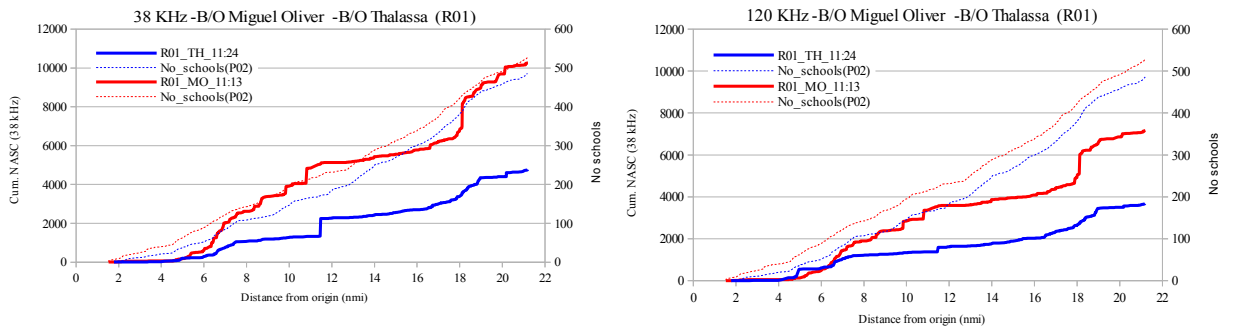 38 KHz -B/O Miguel Oliver -B/O Thalassa (R01)
12000
10000
8000
6000
4000
2000
0
Cum. NASC (38 kHz)
R01_TH_11:24
No_schools(P02)
R01_MO_11:13
No_schools(P02)
600
500
400
300
200
100
0
No schools
2 4 6 8 10 12 14 16 18 20 22
Distance from origin (nmi)
120 KHz -B/O Miguel Oliver -B/O Thalassa (R01)
12000
10000
8000
6000
4000
2000
0
Cum. NASC (38 kHz)
R01_TH_11:24
No_schools(P02)
R01_MO_11:13
No_schools(P02)
600
500
400
300
200
100
0
No schools
2 4 6 8 10 12 14 16 18 20 22
Distance from origin (nmi)